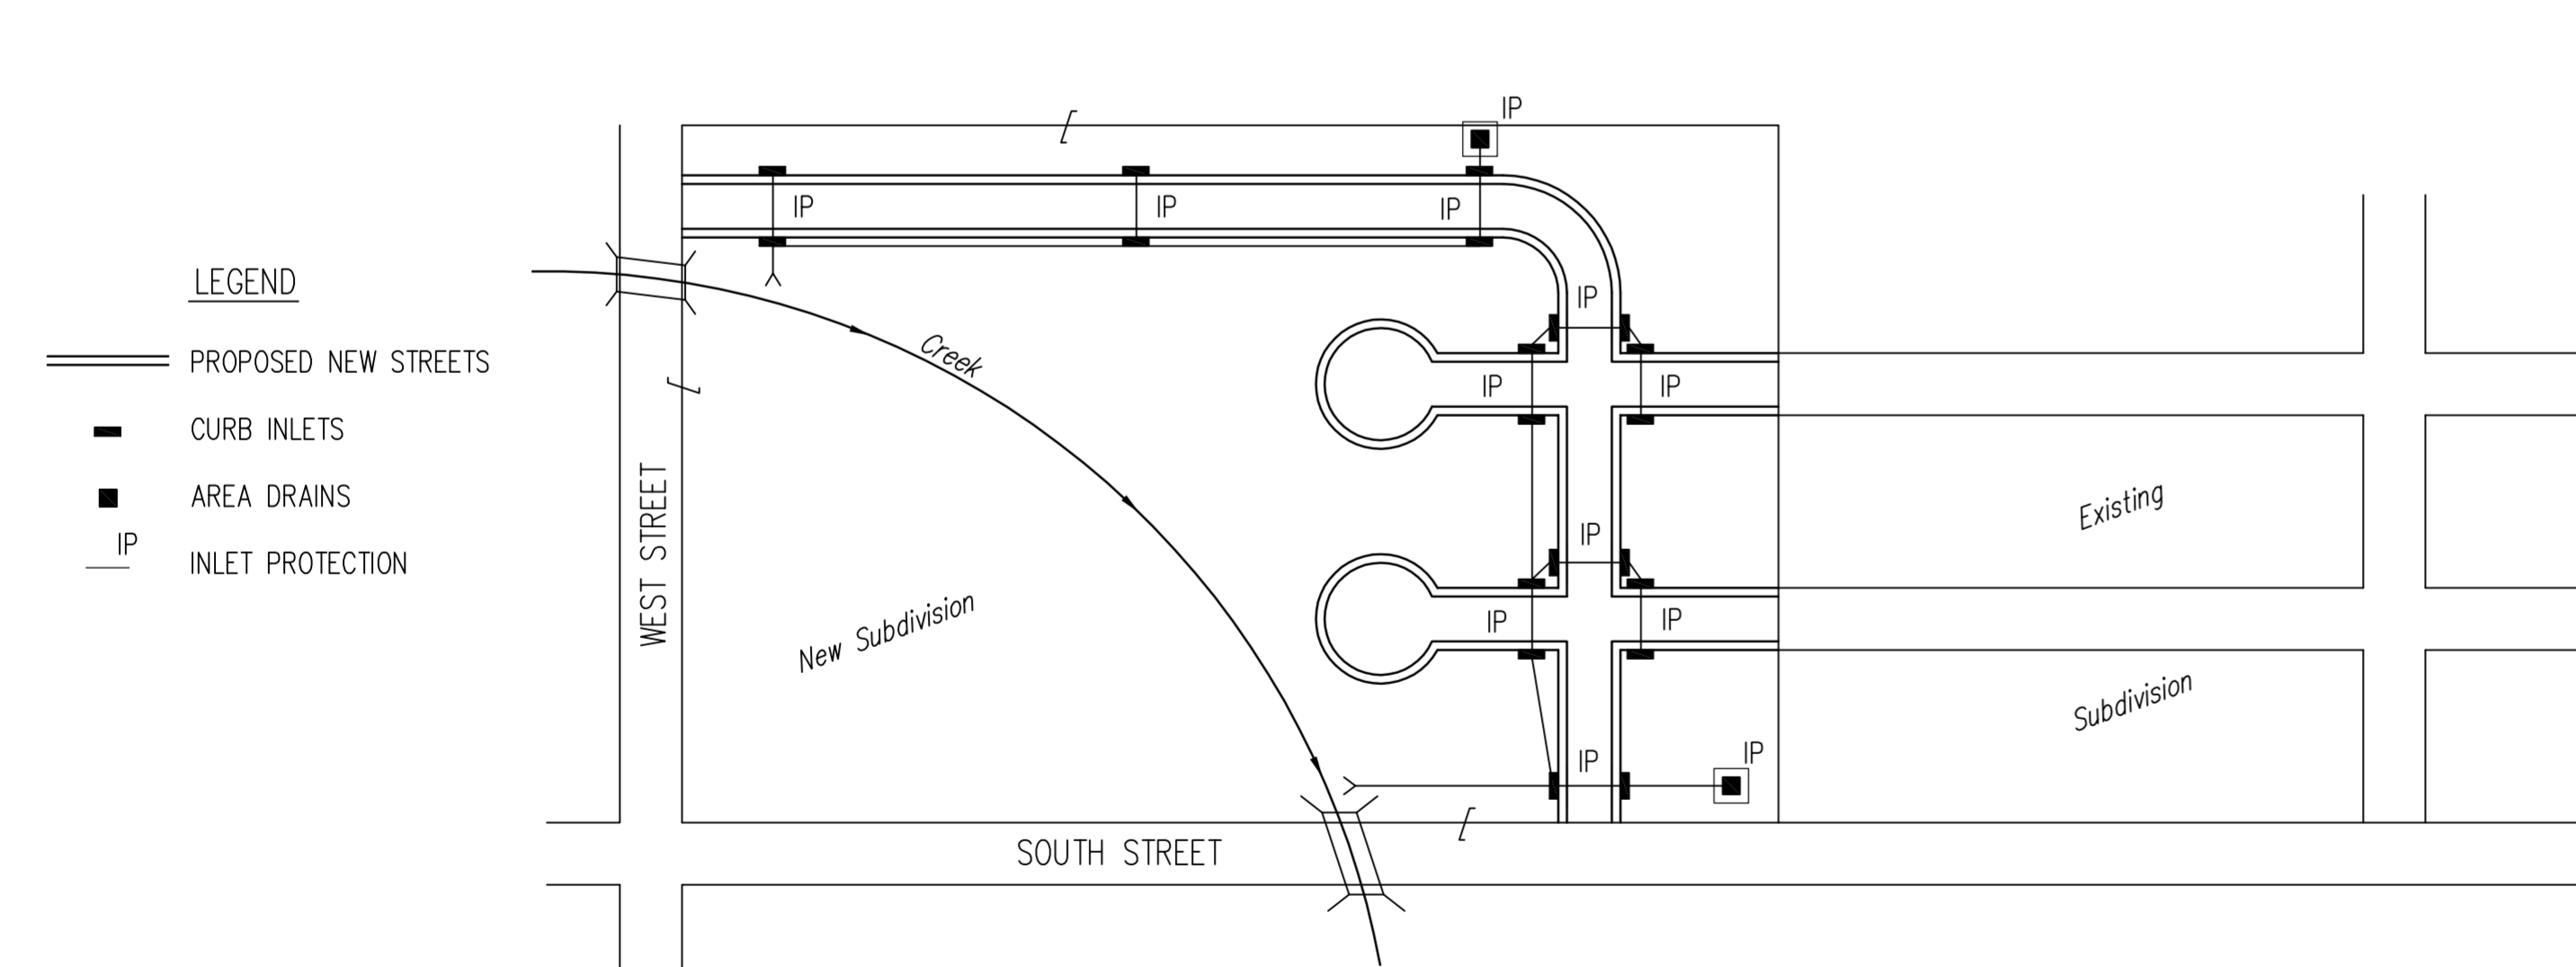 LEGEND
PROPOSED NEW STREETS
CURB INLETS
AREA DRAINS
IP
INLET PROTECTION
IP
IP
IP
IP
IP
Creek
IP
IP
WEST STREET
Existing
IP
New Subdivision
IP
IP
Subdivision
IP
IP
SOUTH STREET